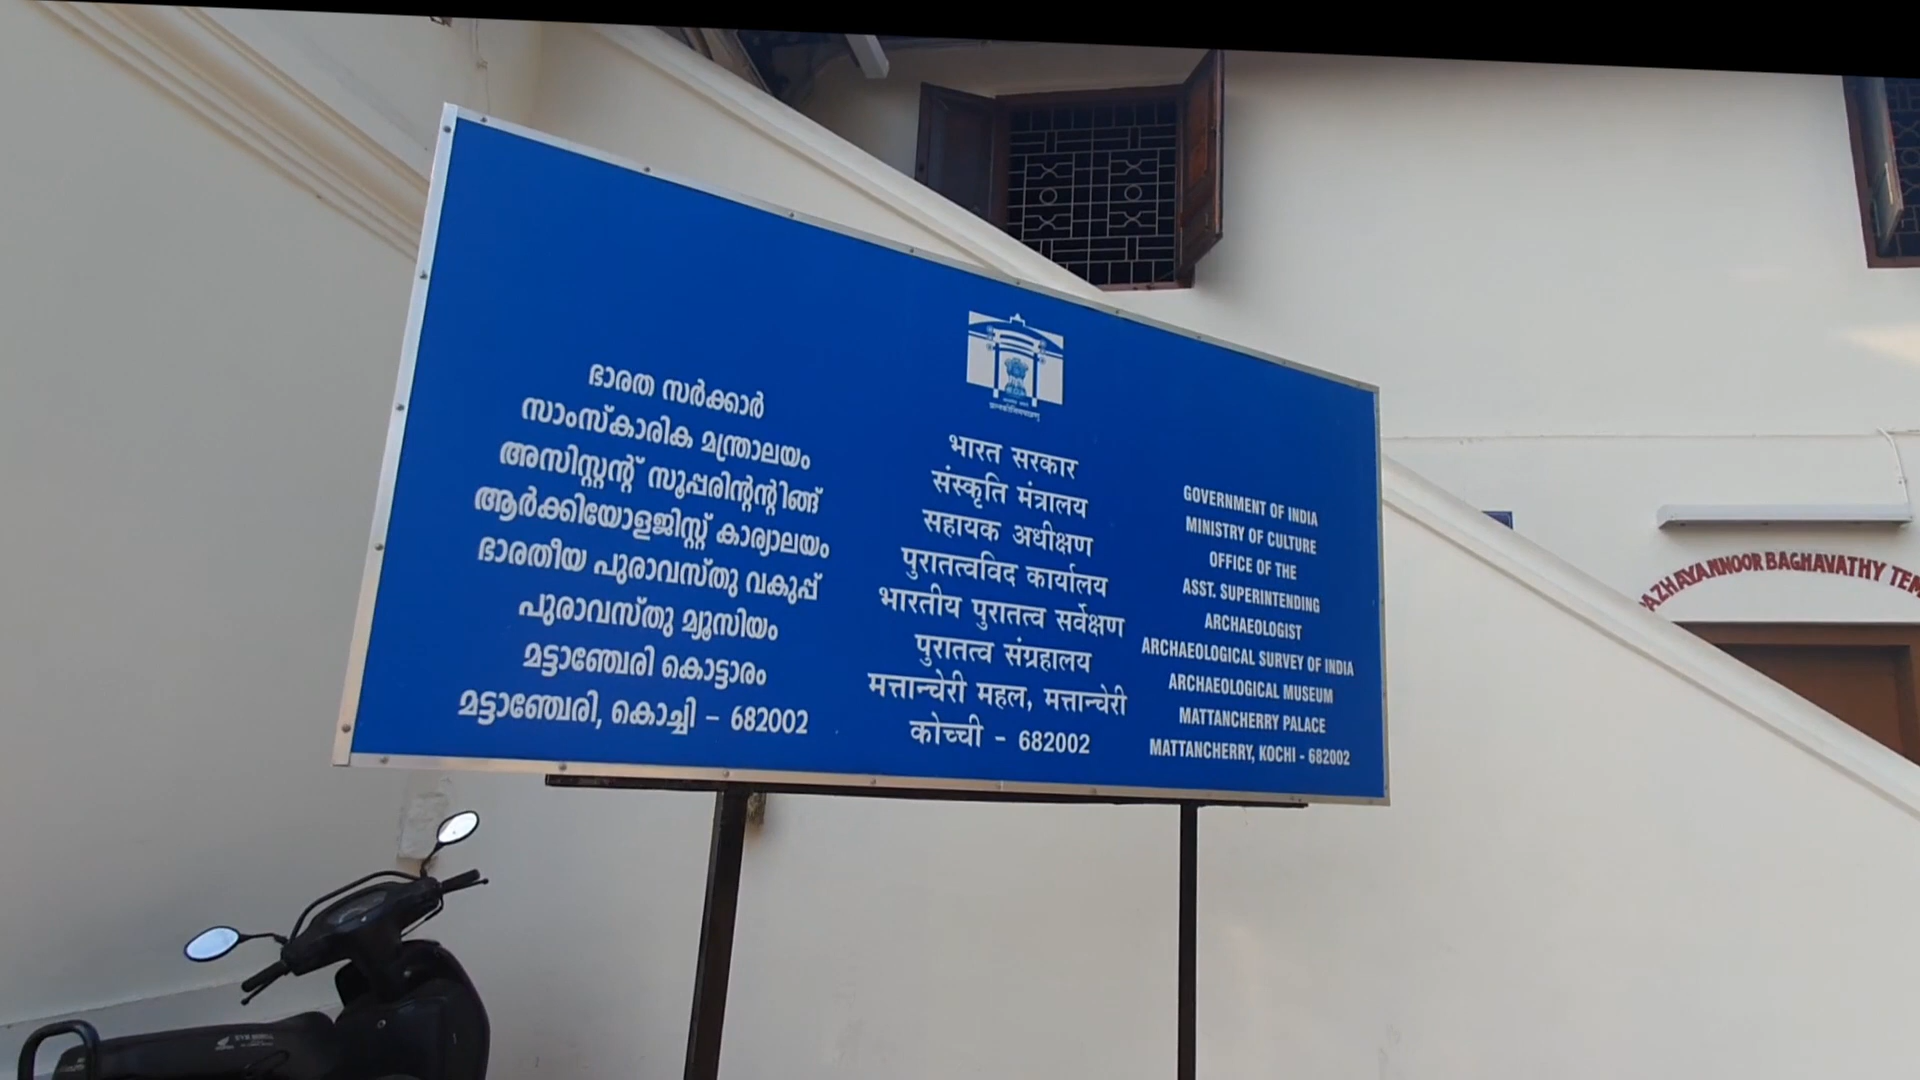 ഭാരത സർക്കാർ
സാംസ്കാരിക മന്ത്രാലയം
അസിസ്റ്റന്റ് സൂപ്പരിന്റന്റിങ്ങ്
ആർക്കിയോളജിസ്റ്റ് കാര്യാലയം
ഭാരതീയ പുരാവസ്തു വകുപ്പ്
പുരാവസ്തു മ്യൂസിയം
മട്ടാഞ്ചേരി കൊട്ടാരം
മട്ടാഞ്ചേരി, കൊച്ചി – 682002
भारत सरकार
संस्कृति मंत्रालय
सहायक अधीक्षण
पुरातत्वविद कार्यालय
भारतीय पुरातत्व सर्वेक्षण
पुरातत्व संग्रहालय
मत्तान्चेरी महल, मत्तान्चेरी
कोच्ची - 682002
GOVERNMENT OF INDIA
MINISTRY OF CULTURE
OFFICE OF THE
ASST. SUPERINTENDING
ARCHAEOLOGIST
ARCHAEOLOGICAL SURVEY OF INDIA
ARCHAEOLOGICAL MUSEUM
MATTANCHERRY PALACE
MATTANCHERRY, KOCHI - 682002
AZHAYANNOOR BAGHAVATHY TEM